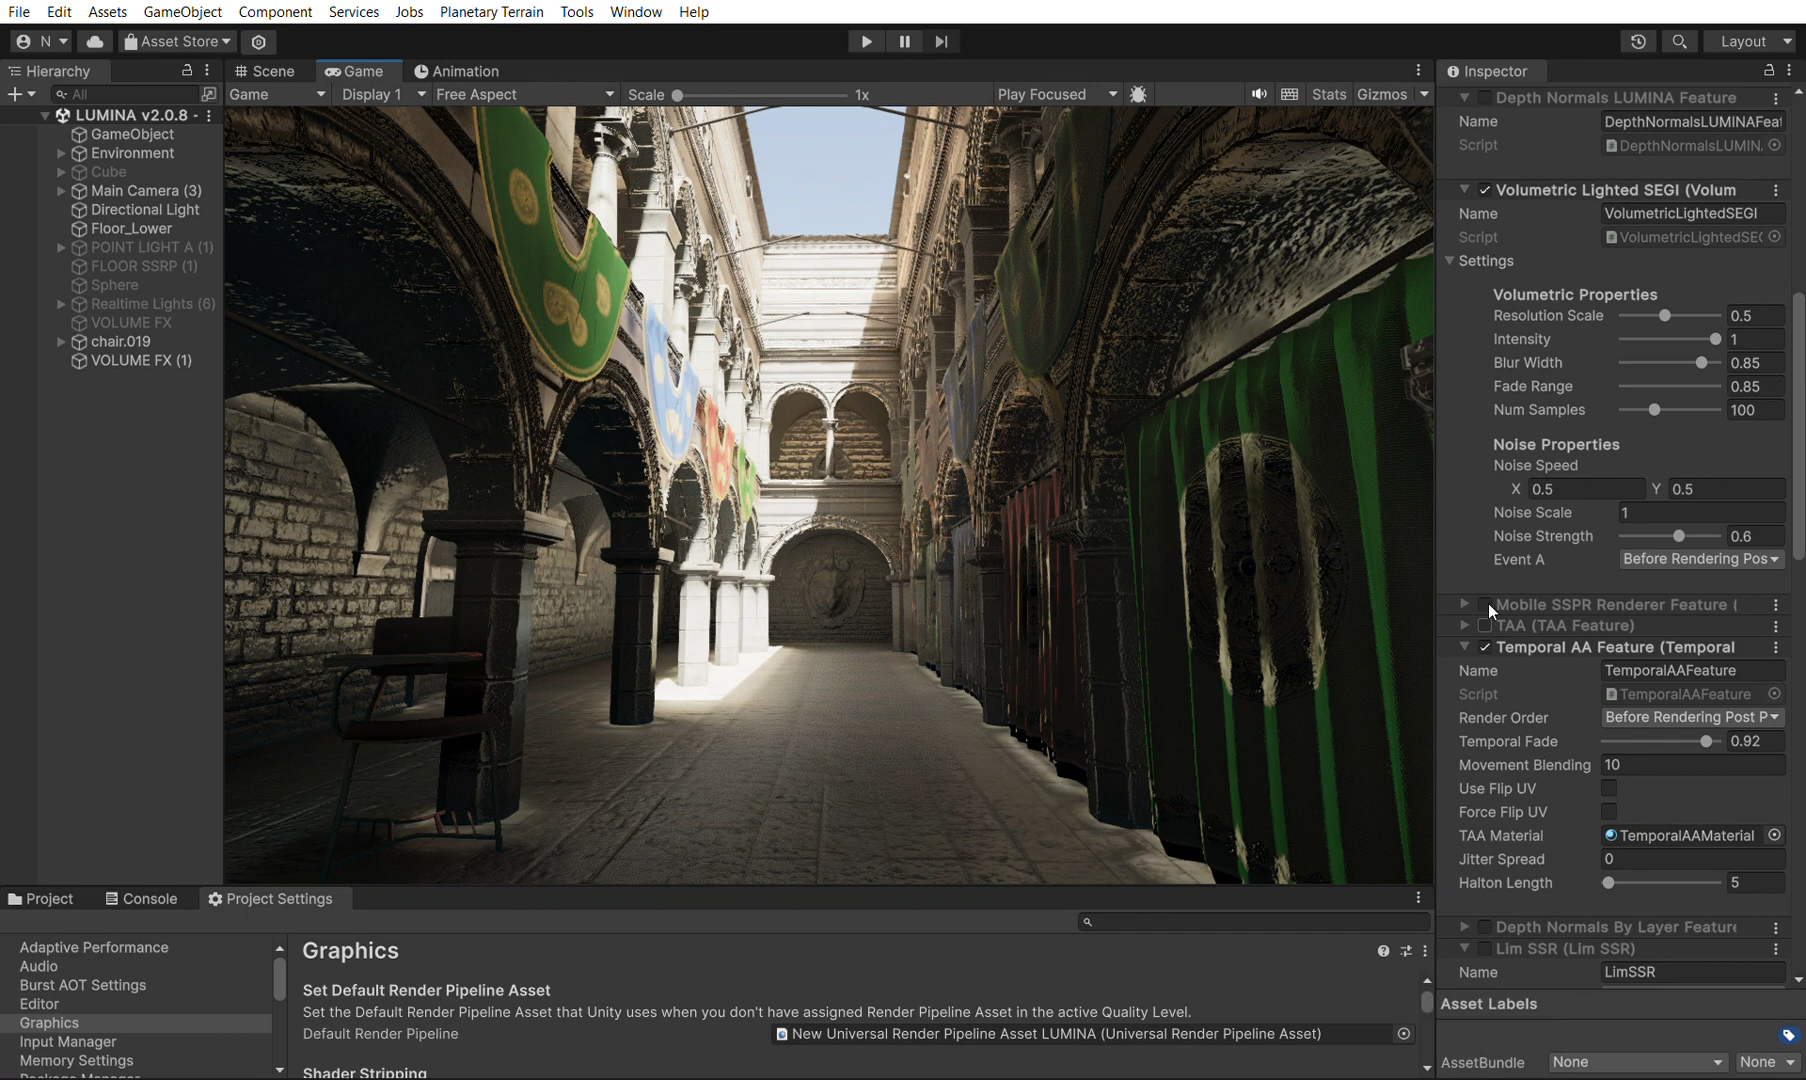 File Edit Assets GameObject Component Services Jobs Planetary Terrain Tools Window Help
N Asset Store Layout
Hierarchy
All
LUMINA v2.0.8 -
GameObject
Environment
Cube
Main Camera (3)
Directional Light
Floor_Lower
POINT LIGHT A (1)
FLOOR SSRP (1)
Sphere
Realtime Lights (6)
VOLUME FX
chair.019
VOLUME FX (1)
Scene Game Animation
Game Display 1 Free Aspect Scale 1x Play Focused Stats Gizmos
Inspector
Depth Normals LUMINA Feature
Name DepthNormalsLUMINAFeat
Script DepthNormalsLUMIN
Volumetric Lighted SEGI (Volum
Name VolumetricLightedSEGI
Script VolumetricLightedSE
Settings
Volumetric Properties
Resolution Scale 0.5
Intensity 1
Blur Width 0.85
Fade Range 0.85
Num Samples 100
Noise Properties
Noise Speed
X 0.5 Y 0.5
Noise Scale 1
Noise Strength 0.6
Event A Before Rendering Pos
Mobile SSPR Renderer Feature (
TAA (TAA Feature)
Temporal AA Feature (Temporal
Name TemporalAAFeature
Script TemporalAAFeature
Render Order Before Rendering Post P
Temporal Fade 0.92
Movement Blending 10
Use Flip UV
Force Flip UV
TAA Material TemporalAAMaterial
Jitter Spread 0
Halton Length 5
Depth Normals By Layer Feature
Lim SSR (Lim SSR)
Name LimSSR
Asset Labels
AssetBundle None None
Project Console Project Settings
Adaptive Performance
Audio
Burst AOT Settings
Editor
Graphics
Input Manager
Memory Settings
Graphics
Set Default Render Pipeline Asset
Set the Default Render Pipeline Asset that Unity uses when you don't have assigned Render Pipeline Asset in the active Quality Level.
Default Render Pipeline New Universal Render Pipeline Asset LUMINA (Universal Render Pipeline Asset)
Shader Stripping